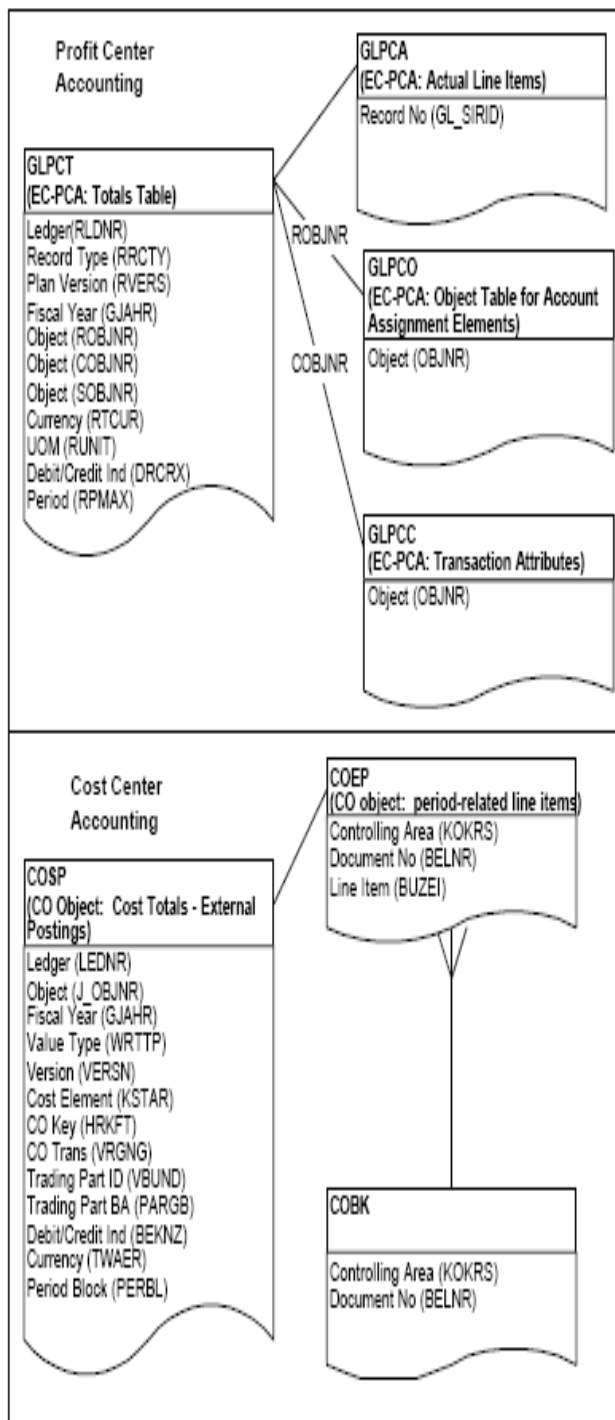 Profit Center
Accounting
GLPCA
(EC-PCA: Actual Line Items)
Record No (GL_SIRID)
GLPCT
(EC-PCA: Totals Table)
Ledger(RLDNR)
Record Type (RRCTY)
Plan Version (RVERS)
Fiscal Year (GJAHR)
Object (ROBJNR)
Object (COBJNR)
Object (SOBJNR)
Currency (RTCUR)
UOM (RUNIT)
Debit/Credit Ind (DRCRX)
Period (RPMAX)
ROBJNR
GLPCO
(EC-PCA: Object Table for Account
Assignment Elements)
Object (OBJNR)
COBJNR
GLPCC
(EC-PCA: Transaction Attributes)
Object (OBJNR)
Cost Center
Accounting
COEP
(CO object: period-related line items)
Controlling Area (KOKRS)
Document No (BELNR)
Line Item (BUZEI)
COSP
(CO Object: Cost Totals - External
Postings)
Ledger (LEDNR)
Object (J_OBJNR)
Fiscal Year (GJAHR)
Value Type (WRTTP)
Version (VERSN)
Cost Element (KSTAR)
CO Key (HRKFT)
CO Trans (VRGNG)
Trading Part ID (VBUND)
Trading Part BA (PARGB)
Debit/Credit Ind (BEKNZ)
Currency (TWAER)
Period Block (PERBL)
COBK
Controlling Area (KOKRS)
Document No (BELNR)